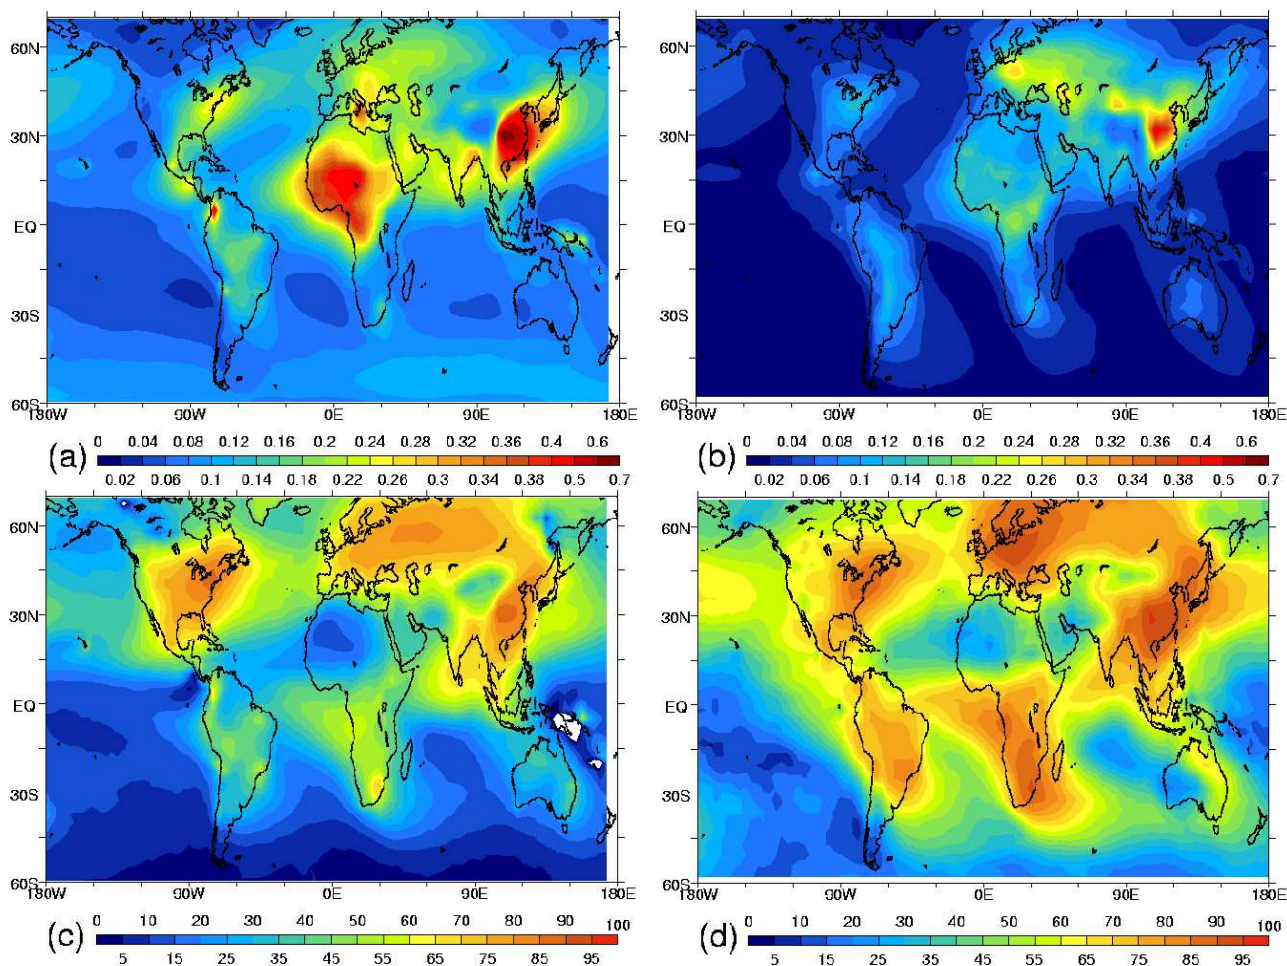 60N
30N
EQ
30S
60S
180W 90W 0E 90E 180E
60N
30N
EQ
30S
60S
180W 90W 0E 90E 180E
(a)
0 0.04 0.08 0.12 0.16 0.2 0.24 0.28 0.32 0.36 0.4 0.6
0.02 0.06 0.1 0.14 0.18 0.22 0.26 0.3 0.34 0.38 0.5 0.7
(b)
0 0.04 0.08 0.12 0.16 0.2 0.24 0.28 0.32 0.36 0.4 0.6
0.02 0.06 0.1 0.14 0.18 0.22 0.26 0.3 0.34 0.38 0.5 0.7
60N
30N
EQ
30S
60S
180W 90W 0E 90E 180E
60N
30N
EQ
30S
60S
180W 90W 0E 90E 180E
(c)
0 10 20 30 40 50 60 70 80 90 100
5 15 25 35 45 55 65 75 85 95
(d)
0 10 20 30 40 50 60 70 80 90 100
5 15 25 35 45 55 65 75 85 95